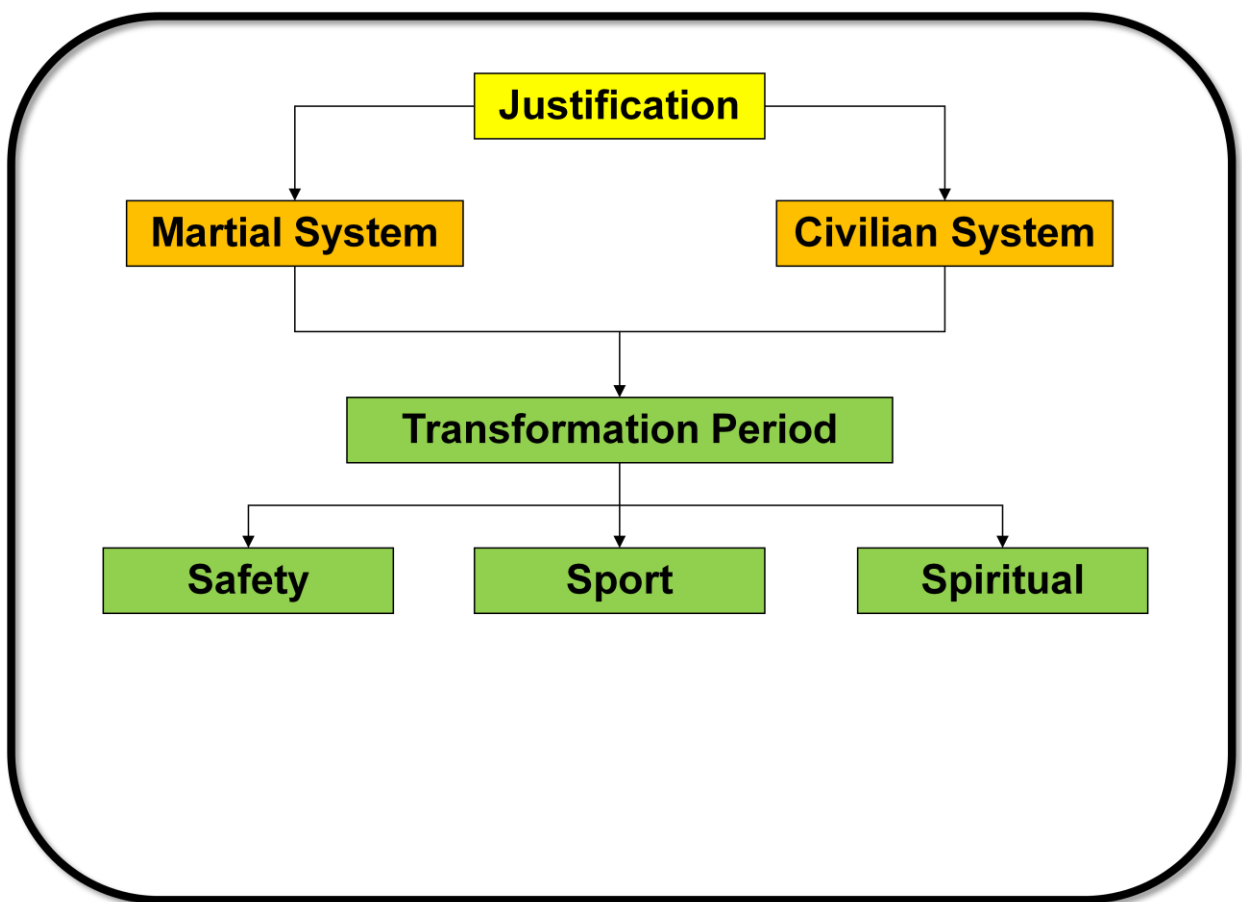 Justification
Martial System
Civilian System
Transformation Period
Safety
Sport
Spiritual